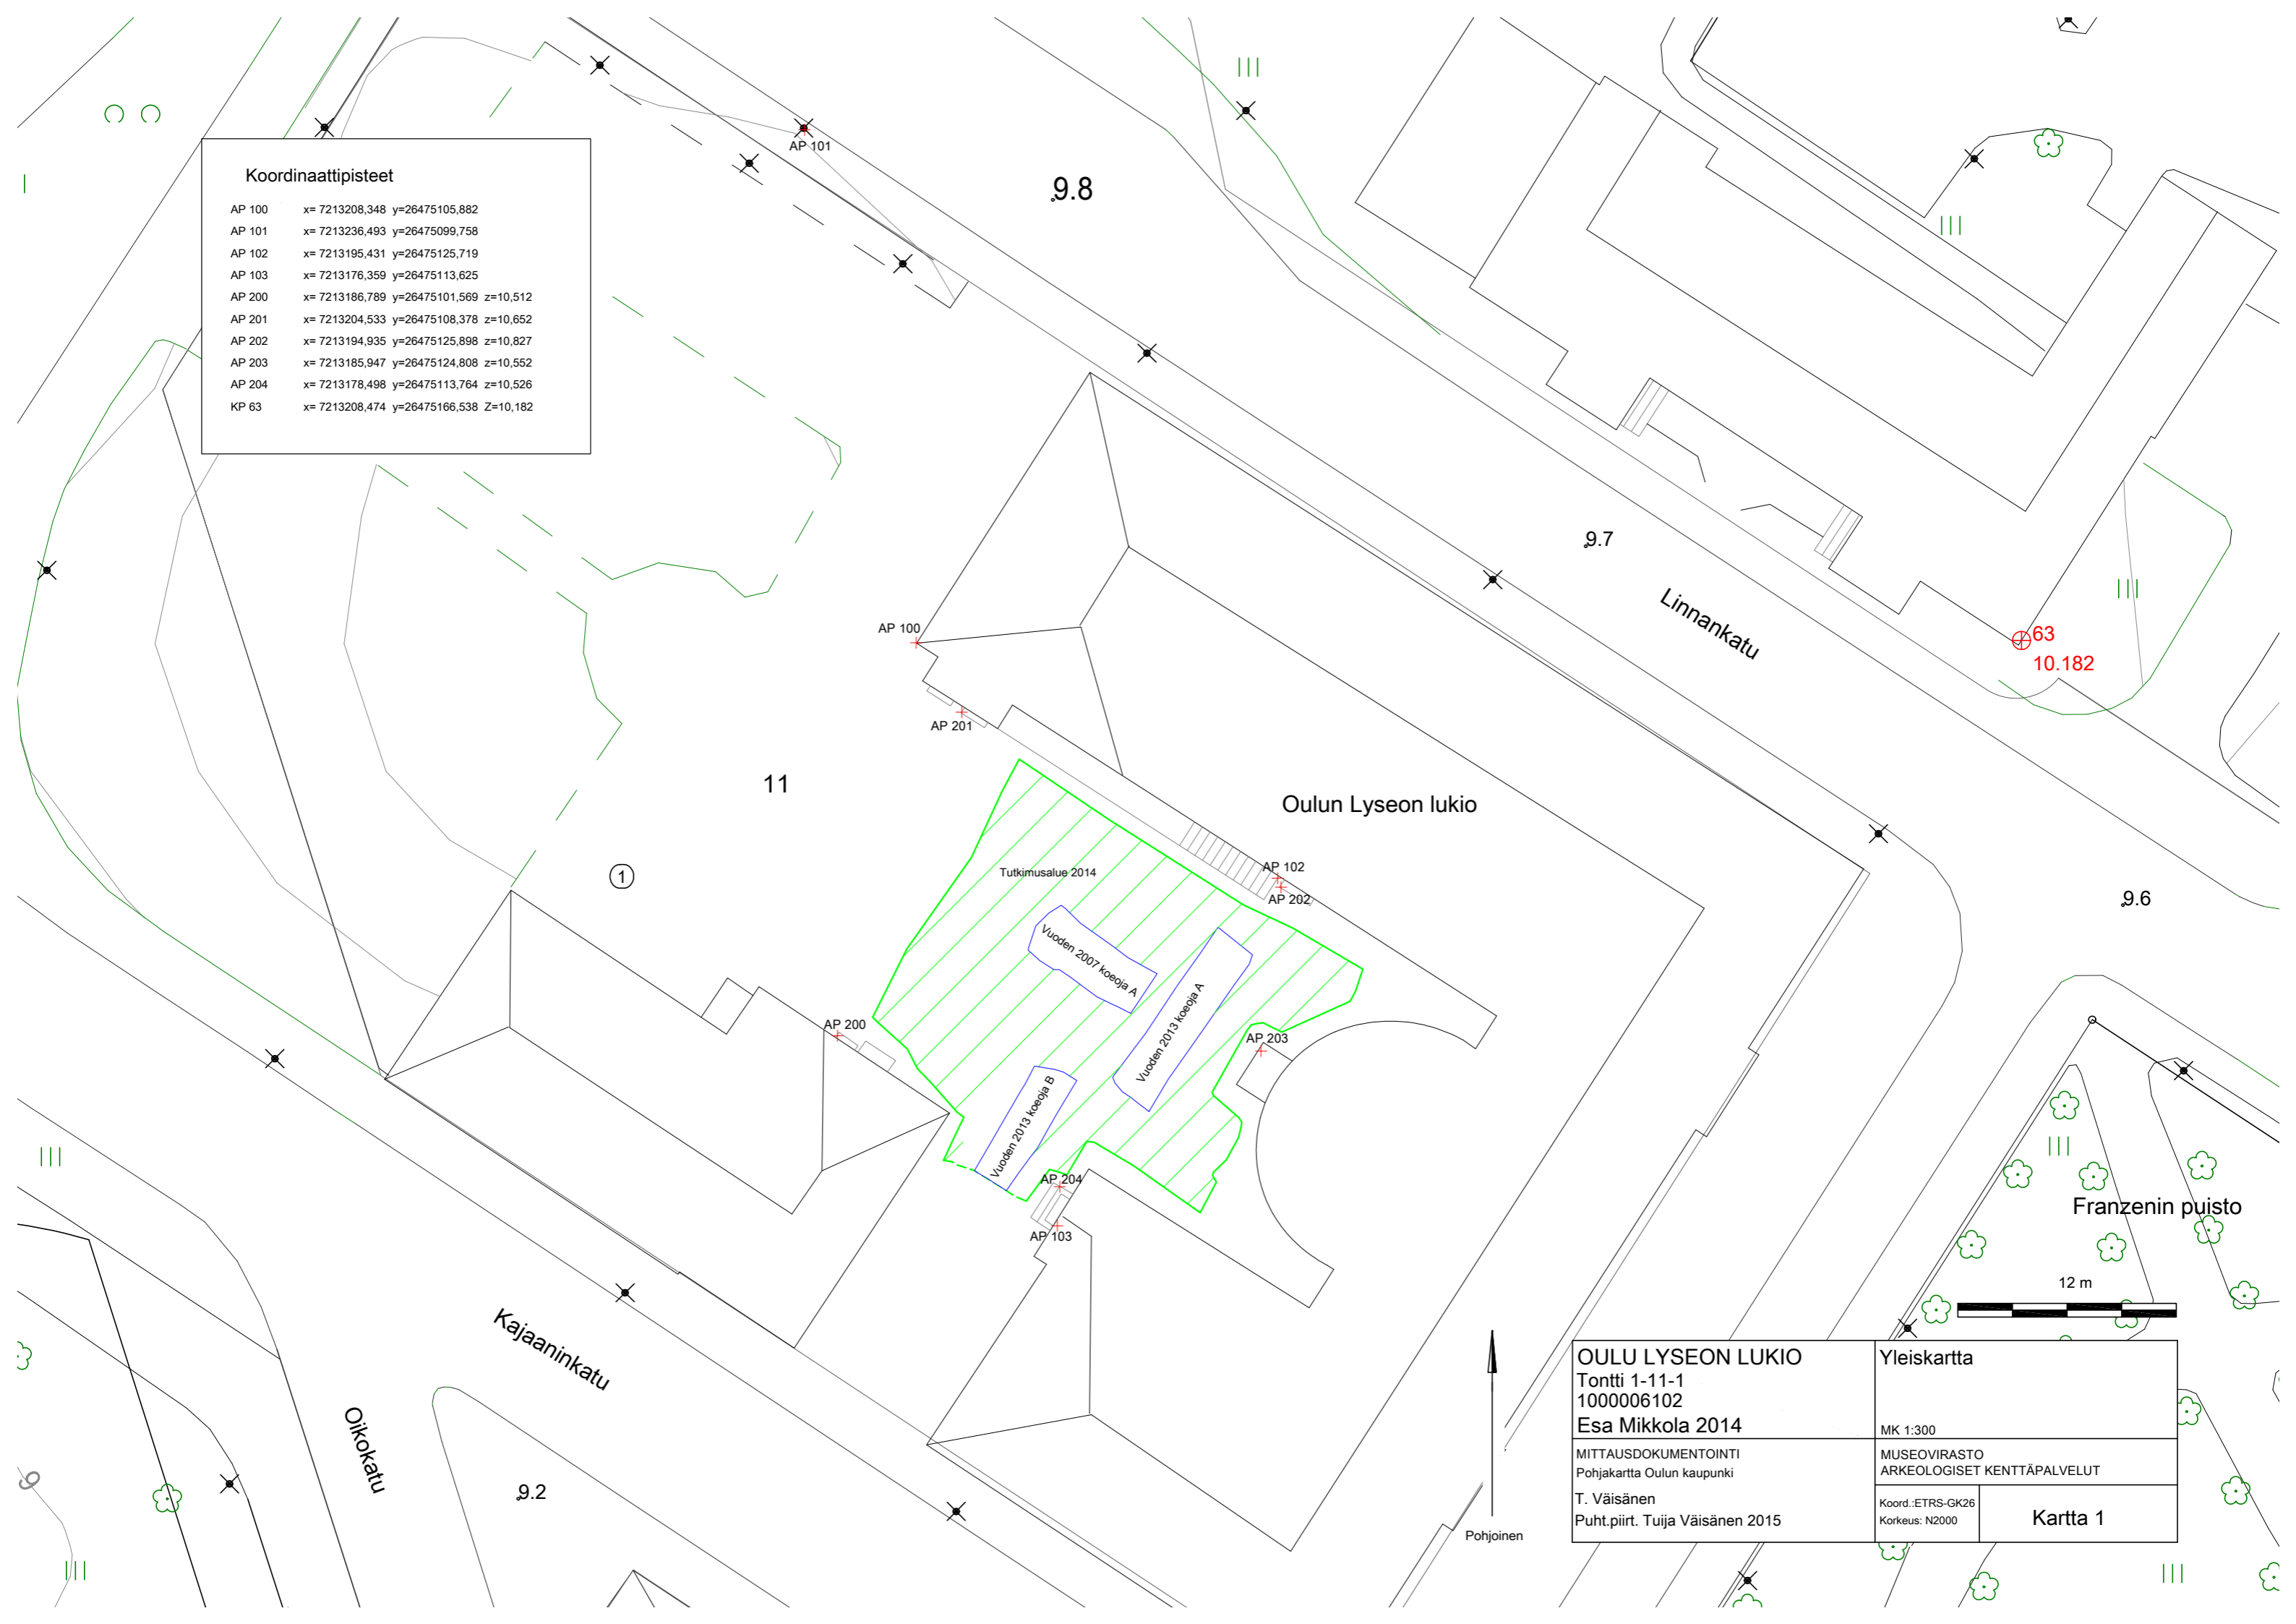 Koordinaattipisteet
AP 100 x= 7213208,348 y=26475105,882
AP 101 x= 7213236,493 y=26475099,758
AP 102 x= 7213195,431 y=26475125,719
AP 103 x= 7213176,359 y=26475113,625
AP 200 x= 7213186,789 y=26475101,569 z=10,512
AP 201 x= 7213204,533 y=26475108,378 z=10,652
AP 202 x= 7213194,935 y=26475125,898 z=10,827
AP 203 x= 7213185,947 y=26475124,808 z=10,552
AP 204 x= 7213178,498 y=26475113,764 z=10,526
KP 63 x= 7213208,474 y=26475166,538 Z=10,182
AP 101
9.8
9.7
Linnankatu
63
10.182
AP 100
AP 201
11
Oulun Lyseon lukio
1
Tutkimusalue 2014
AP 102
AP 202
9.6
Vuoden 2007 koeoja A
Vuoden 2013 koeoja A
AP 200
AP 203
Vuoden 2013 koeoja B
AP 204
AP 103
Franzenin puisto
12 m
Kajaaninkatu
Oikokatu
9
9.2
Pohjoinen
OULU LYSEON LUKIO
Tontti 1-11-1
1000006102
Esa Mikkola 2014
Yleiskartta
MK 1:300
MITTAUSDOKUMENTOINTI
Pohjakartta Oulun kaupunki
T. Väisänen
Puht.piirt. Tuija Väisänen 2015
MUSEOVIRASTO
ARKEOLOGISET KENTTÄPALVELUT
Koord.:ETRS-GK26
Korkeus: N2000
Kartta 1